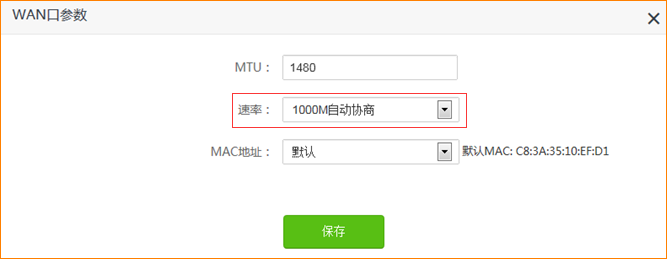 WAN口参数
MTU： 1480
速率： 1000M自动协商
MAC地址： 默认 默认MAC: C8:3A:35:10:EF:D1
保存